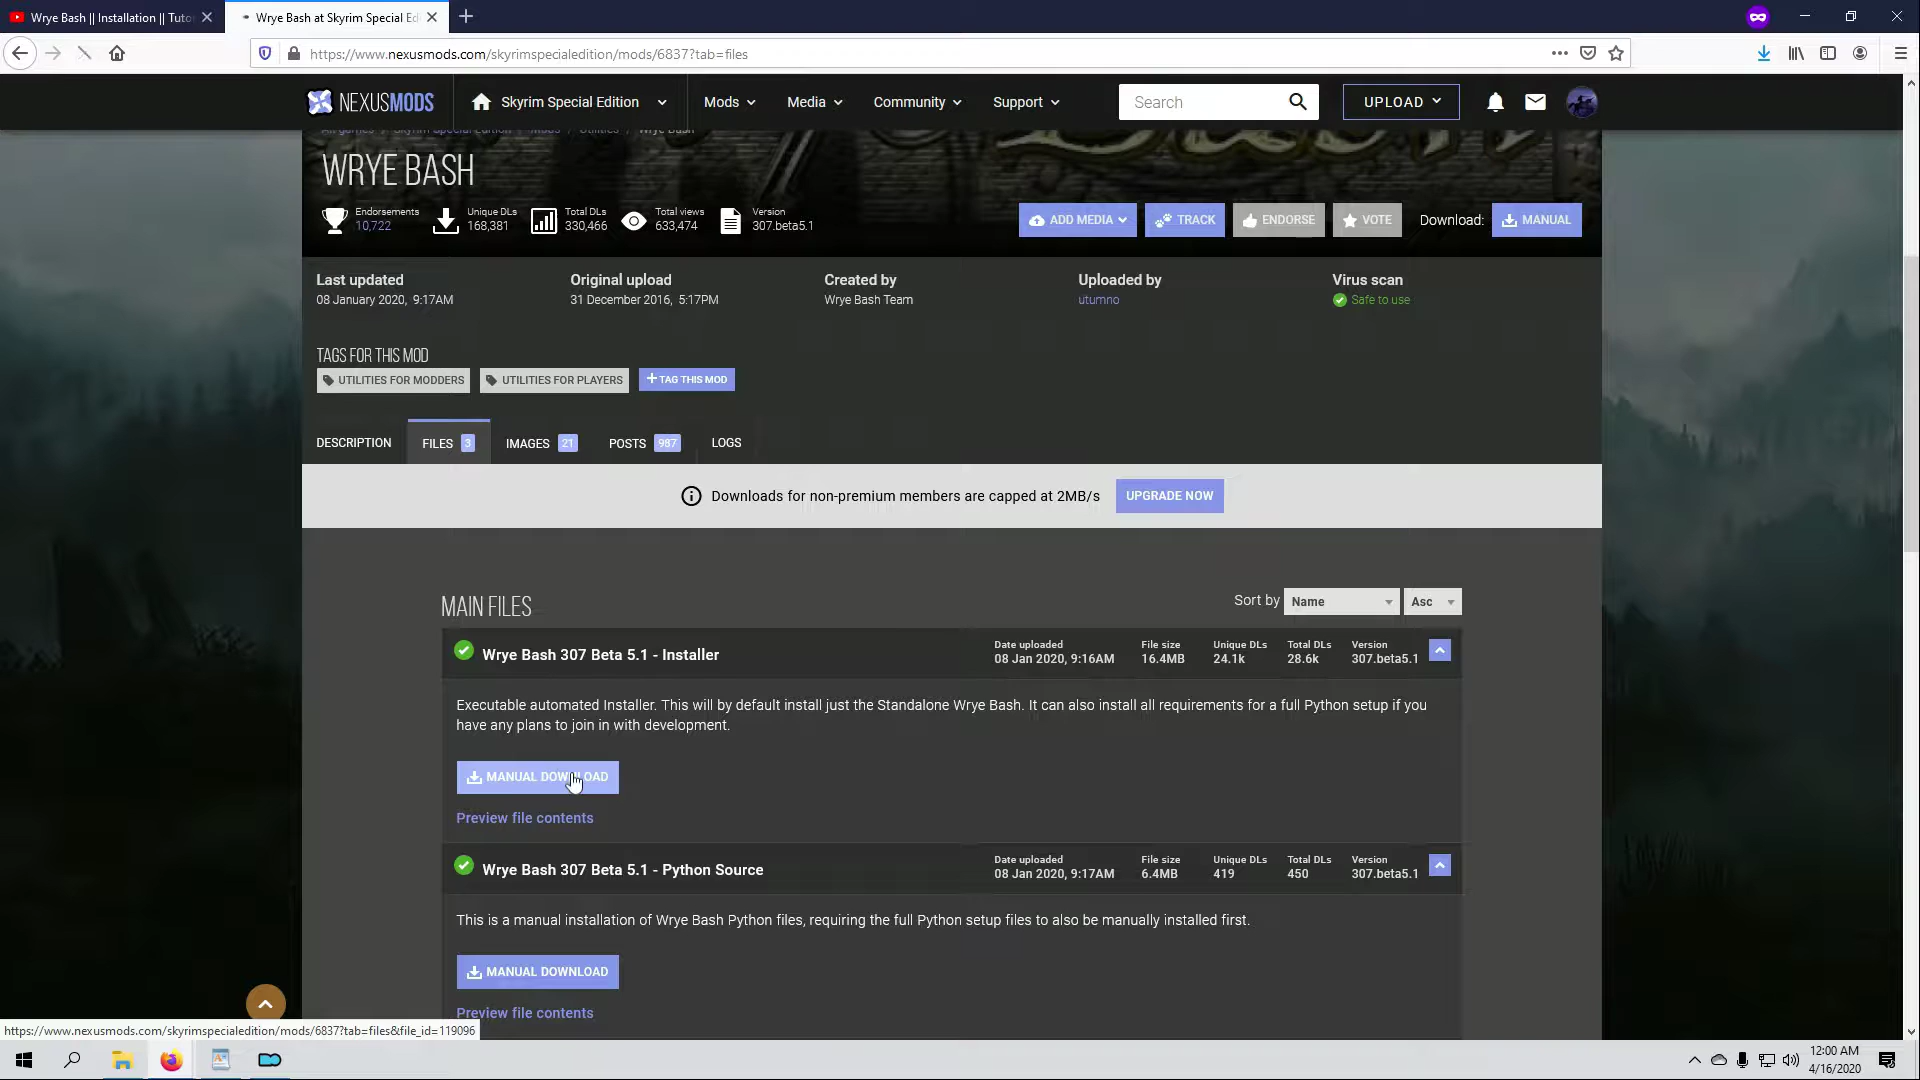 Wrye Bash || Installation || Tuto
Wrye Bash at Skyrim Special Ed
https://www.nexusmods.com/skyrimspecialedition/mods/6837?tab=files
NEXUSMODS
Skyrim Special Edition
Mods
Media
Community
Support
Search
UPLOAD
All games / Skyrim Special Edition / Mods / Utilities / Wrye Bash
WRYE BASH
Endorsements
10,722
Unique DLs
168,381
Total DLs
330,466
Total views
633,474
Version
307.beta5.1
ADD MEDIA
TRACK
ENDORSE
VOTE
Download:
MANUAL
Last updated
08 January 2020, 9:17AM
Original upload
31 December 2016, 5:17PM
Created by
Wrye Bash Team
Uploaded by
utumno
Virus scan
Safe to use
TAGS FOR THIS MOD
UTILITIES FOR MODDERS
UTILITIES FOR PLAYERS
+TAG THIS MOD
DESCRIPTION
FILES 3
IMAGES 21
POSTS 987
LOGS
Downloads for non-premium members are capped at 2MB/s
UPGRADE NOW
MAIN FILES
Sort by Name Asc
Wrye Bash 307 Beta 5.1 - Installer
Date uploaded
08 Jan 2020, 9:16AM
File size
16.4MB
Unique DLs
24.1k
Total DLs
28.6k
Version
307.beta5.1
Executable automated Installer. This will by default install just the Standalone Wrye Bash. It can also install all requirements for a full Python setup if you
have any plans to join in with development.
MANUAL DOWNLOAD
Preview file contents
Wrye Bash 307 Beta 5.1 - Python Source
Date uploaded
08 Jan 2020, 9:17AM
File size
6.4MB
Unique DLs
419
Total DLs
450
Version
307.beta5.1
This is a manual installation of Wrye Bash Python files, requiring the full Python setup files to also be manually installed first.
MANUAL DOWNLOAD
Preview file contents
https://www.nexusmods.com/skyrimspecialedition/mods/6837?tab=files&file_id=119096
12:00 AM
4/16/2020